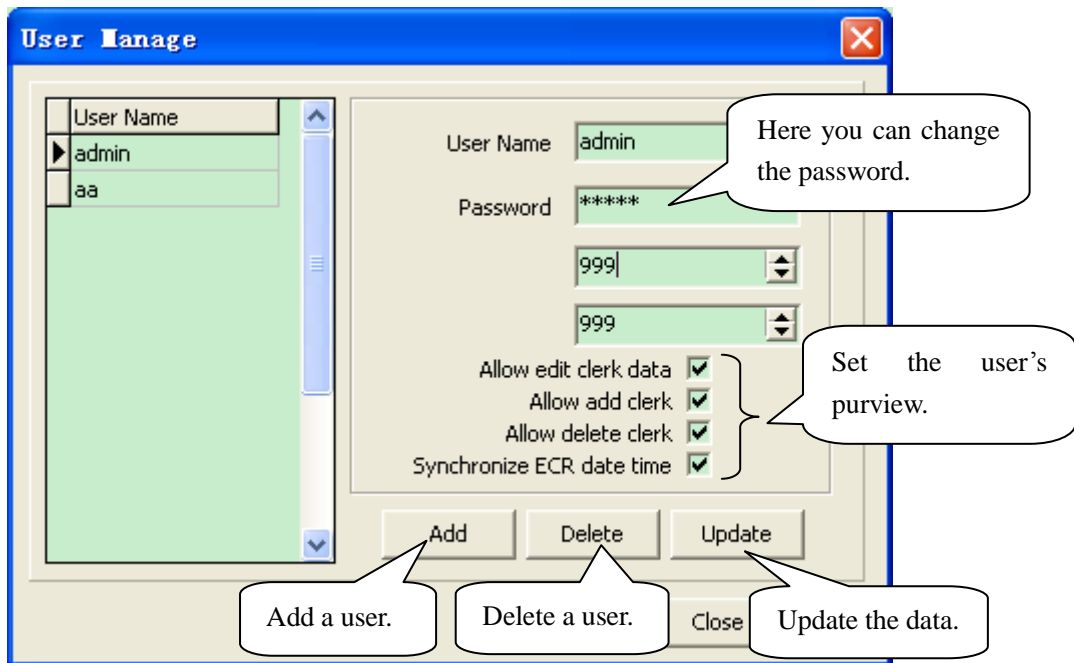 User Manage
User Name
admin
aa
User Name admin
Here you can change
the password.
Password *****
999
999
Allow edit clerk data
Allow add clerk
Allow delete clerk
Synchronize ECR date time
Set the user’s
purview.
Add Delete Update
Add a user.
Delete a user.
Close
Update the data.